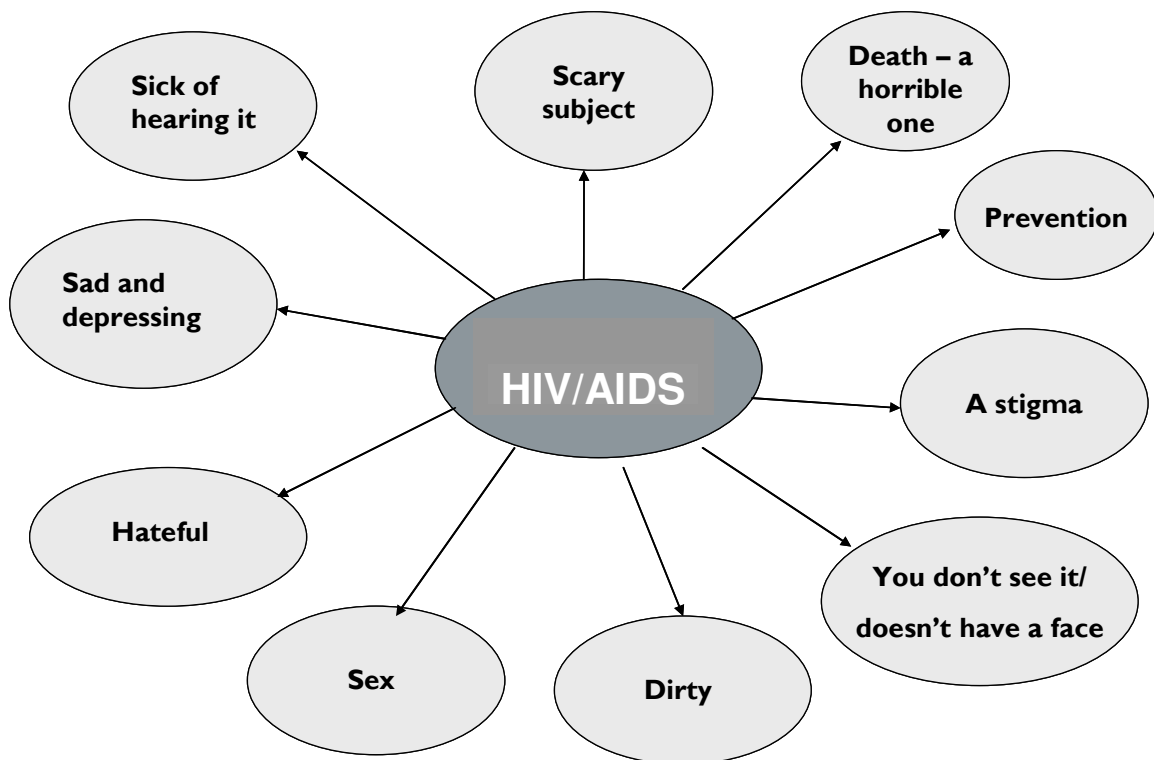 Sick of
hearing it
Scary
subject
Death – a
horrible
one
Prevention
Sad and
depressing
HIV/AIDS
A stigma
Hateful
You don’t see it/
doesn’t have a face
Sex
Dirty